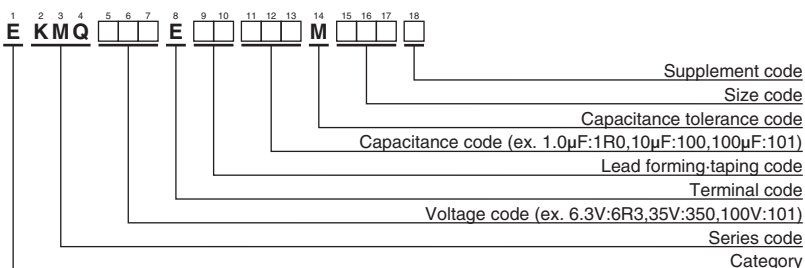 1 2 3 4 5 6 7 8 9 10 11 12 13 14 15 16 17 18
E KMQ □□□ E □□ □□□ M □□□ □
Supplement code
Size code
Capacitance tolerance code
Capacitance code (ex. 1.0μF:1R0,10μF:100,100μF:101)
Lead forming·taping code
Terminal code
Voltage code (ex. 6.3V:6R3,35V:350,100V:101)
Series code
Category